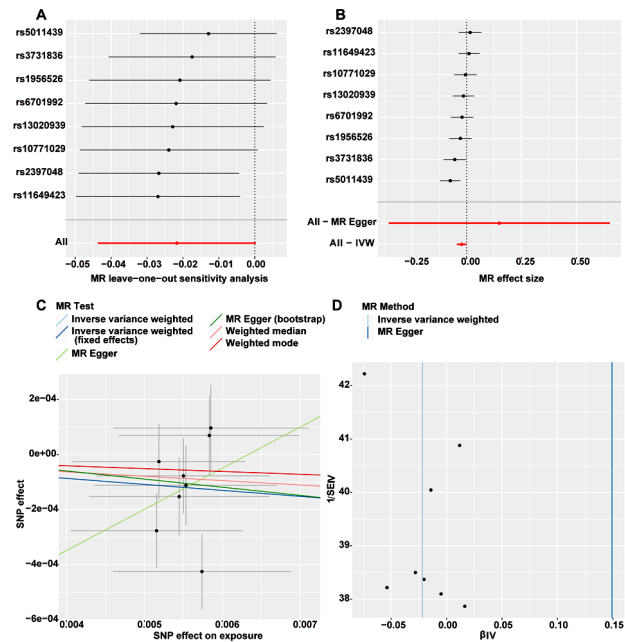 A
rs5011439
rs3731836
rs1956526
rs6701992
rs13020939
rs10771029
rs2397048
rs11649423
All
−0.05 −0.04 −0.03 −0.02 −0.01 0.00
MR leave−one−out sensitivity analysis
B
rs2397048
rs11649423
rs10771029
rs13020939
rs6701992
rs1956526
rs3731836
rs5011439
All − MR Egger
All − IVW
−0.25 0.00 0.25 0.50
MR effect size
C
MR Test
Inverse variance weighted
Inverse variance weighted
(fixed effects)
MR Egger
MR Egger (bootstrap)
Weighted median
Weighted mode
SNP effect
2e−04
0e+00
−2e−04
−4e−04
−6e−04
0.004 0.005 0.006 0.007
SNP effect on exposure
D
MR Method
Inverse variance weighted
MR Egger
1/SEIV
42
41
40
39
38
−0.05 0.00 0.05 0.10 0.15
βIV